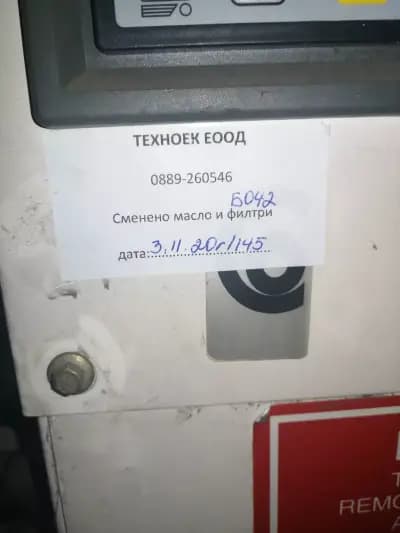 ТЕХНОЕК ЕООД
0889-260546
Б042
Сменено масло и филтри
дата: 3.11.20г/145
REMO